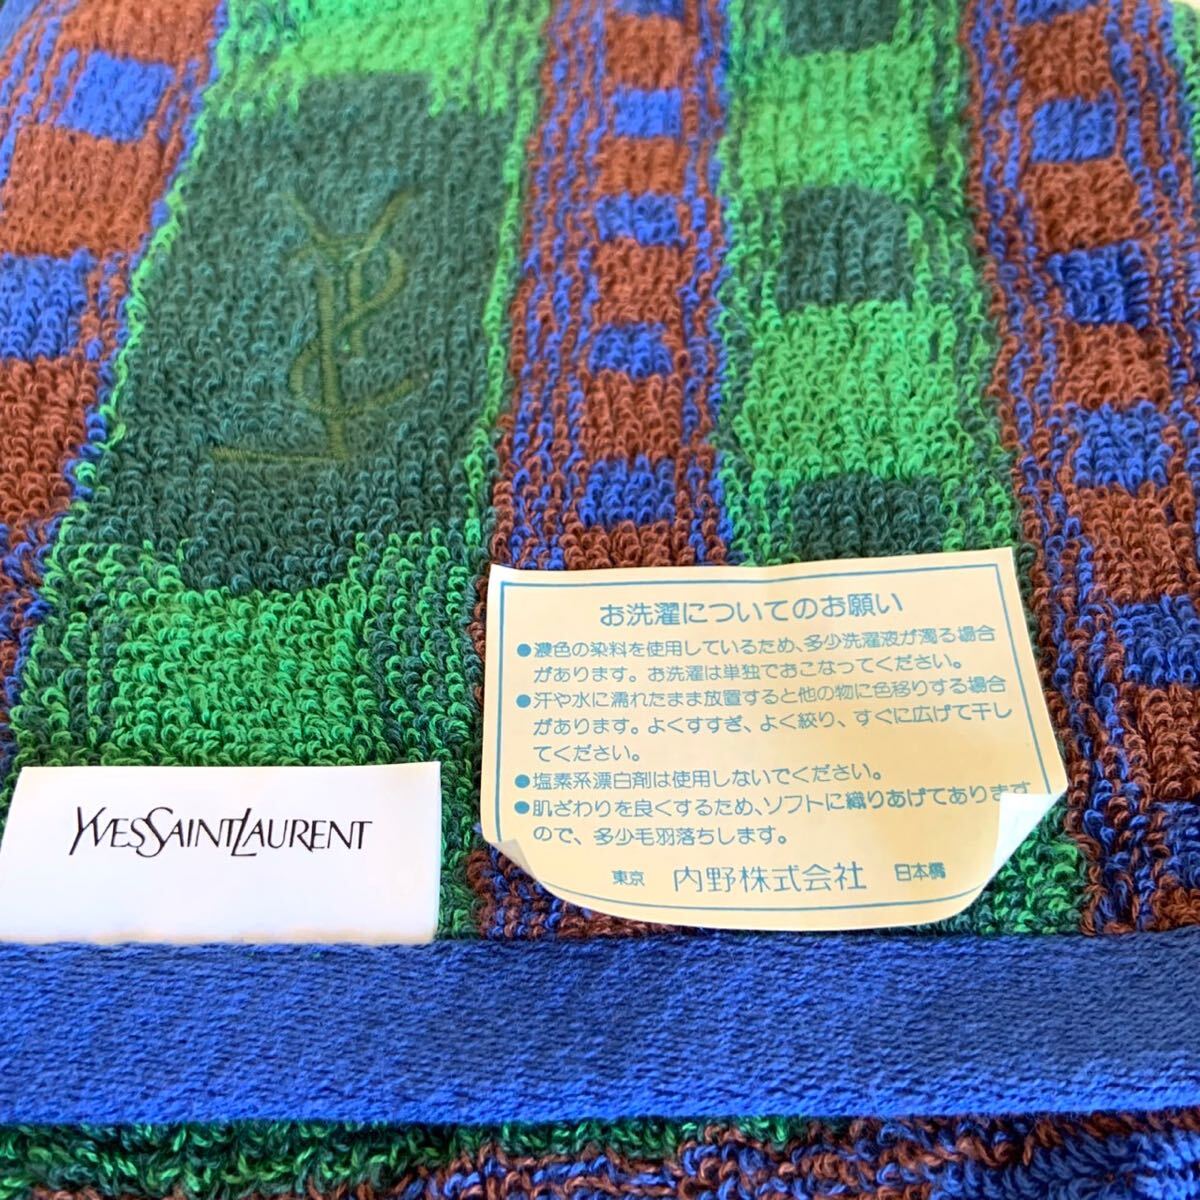 YSL
YVESSAINTLAURENT
お洗濯についてのお願い
●濃色の染料を使用しているため、多少洗濯液が濁る場合
があります。お洗濯は単独でおこなってください。
●汗や水に濡れたまま放置すると他の物に色移りする場合
があります。よくすすぎ、よく絞り、すぐに広げて干し
てください。
●塩素系漂白剤は使用しないでください。
●肌ざわりを良くするため、ソフトに織りあげてあります
ので、多少毛羽落ちします。
東京 内野株式会社 日本橋